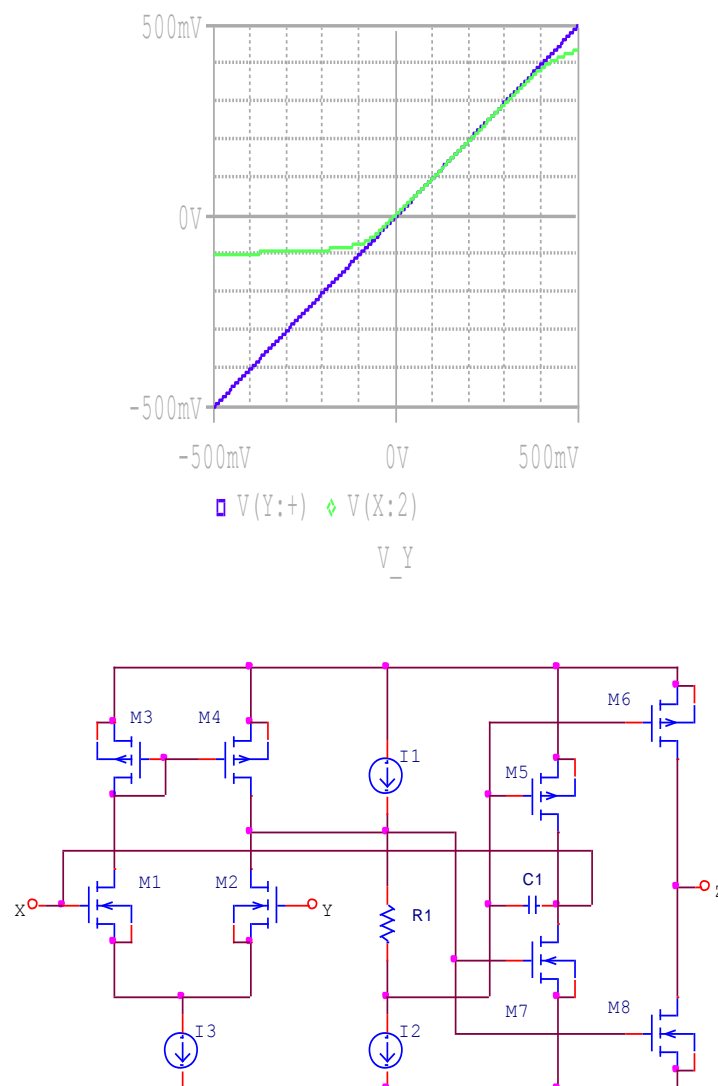 500mV
0V
-500mV
-500mV 0V 500mV
V(Y:+) V(X:2)
V_Y
M3 M4 M6
I1 M5
M1 M2 C1
X Y R1 Z
M7 M8
I3 I2